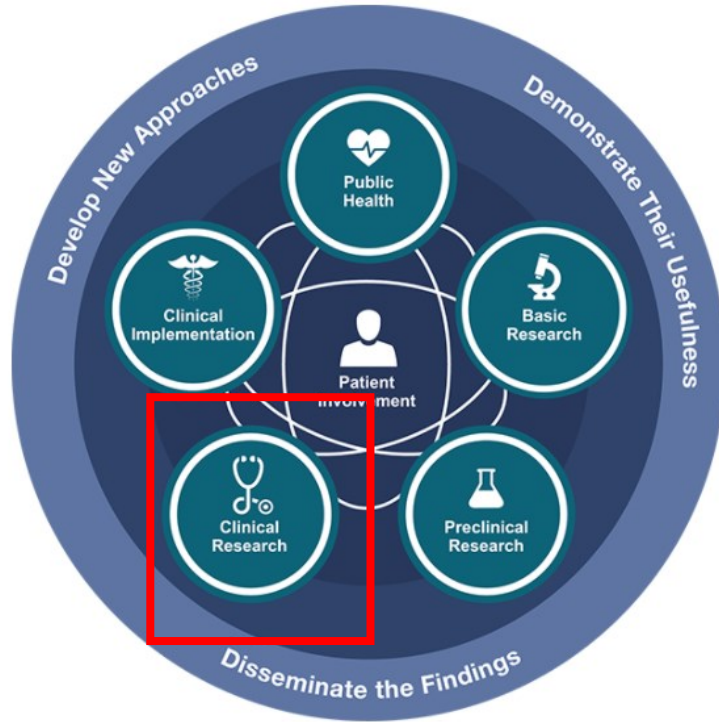 Develop New Approaches
Demonstrate Their Usefulness
Public
Health
Clinical
Implementation
Basic
Research
Patient
Involvement
Clinical
Research
Preclinical
Research
Disseminate the Findings